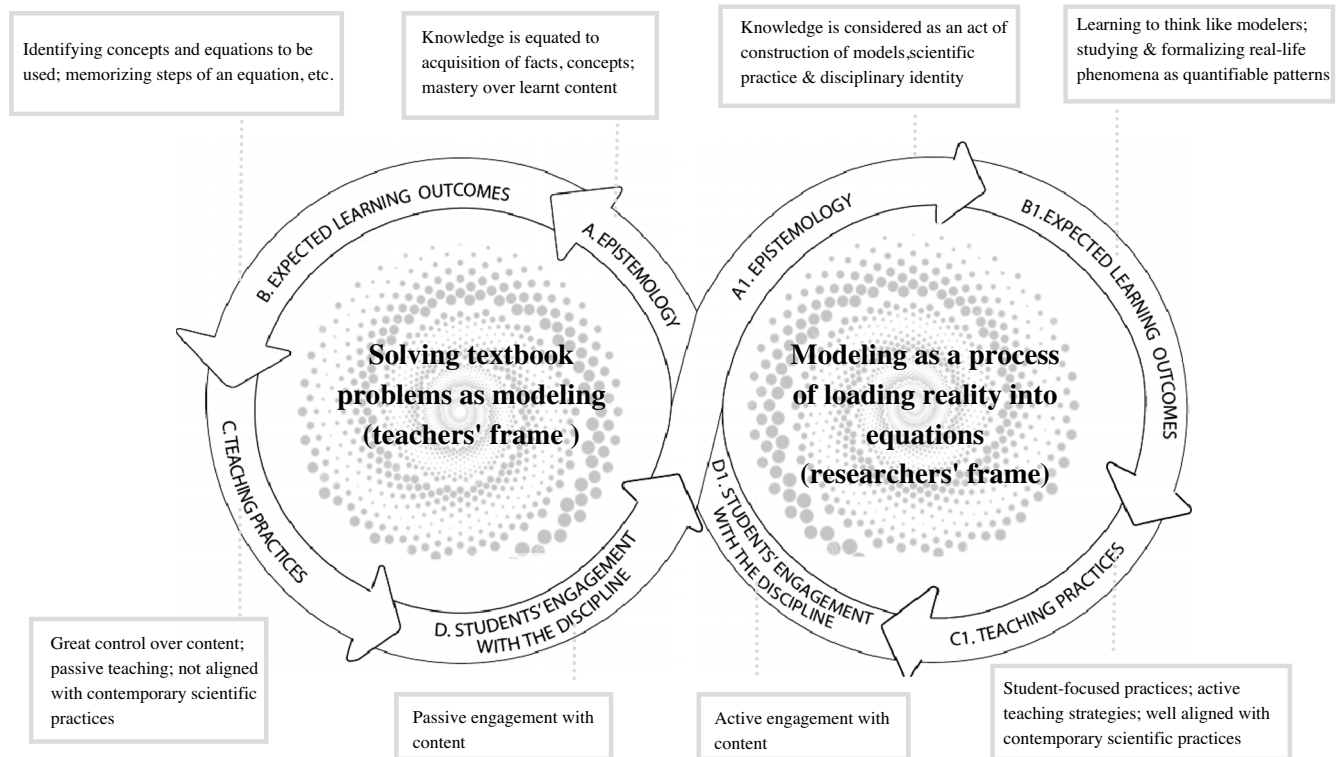 Identifying concepts and equations to be
used; memorizing steps of an equation, etc.
Knowledge is equated to
acquisition of facts, concepts;
mastery over learnt content
Knowledge is considered as an act of
construction of models,scientific
practice & disciplinary identity
Learning to think like modelers;
studying & formalizing real-life
phenomena as quantifiable patterns
B. EXPECTED LEARNING OUTCOMES
A. EPISTEMOLOGY
A1. EPISTEMOLOGY
B1.EXPECTED LEARNING OUTCOMES
Solving textbook
problems as modeling
(teachers' frame )
Modeling as a process
of loading reality into
equations
(researchers' frame)
C.TEACHING PRACTICES
D. STUDENTS' ENGAGEMENT
WITH THE DISCIPLINE
D1. STUDENTS' ENGAGEMENT
WITH THE DISCIPLINE
C1. TEACHING PRACTICES
Great control over content;
passive teaching; not aligned
with contemporary scientific
practices
Passive engagement with
content
Active engagement with
content
Student-focused practices; active
teaching strategies; well aligned with
contemporary scientific practices